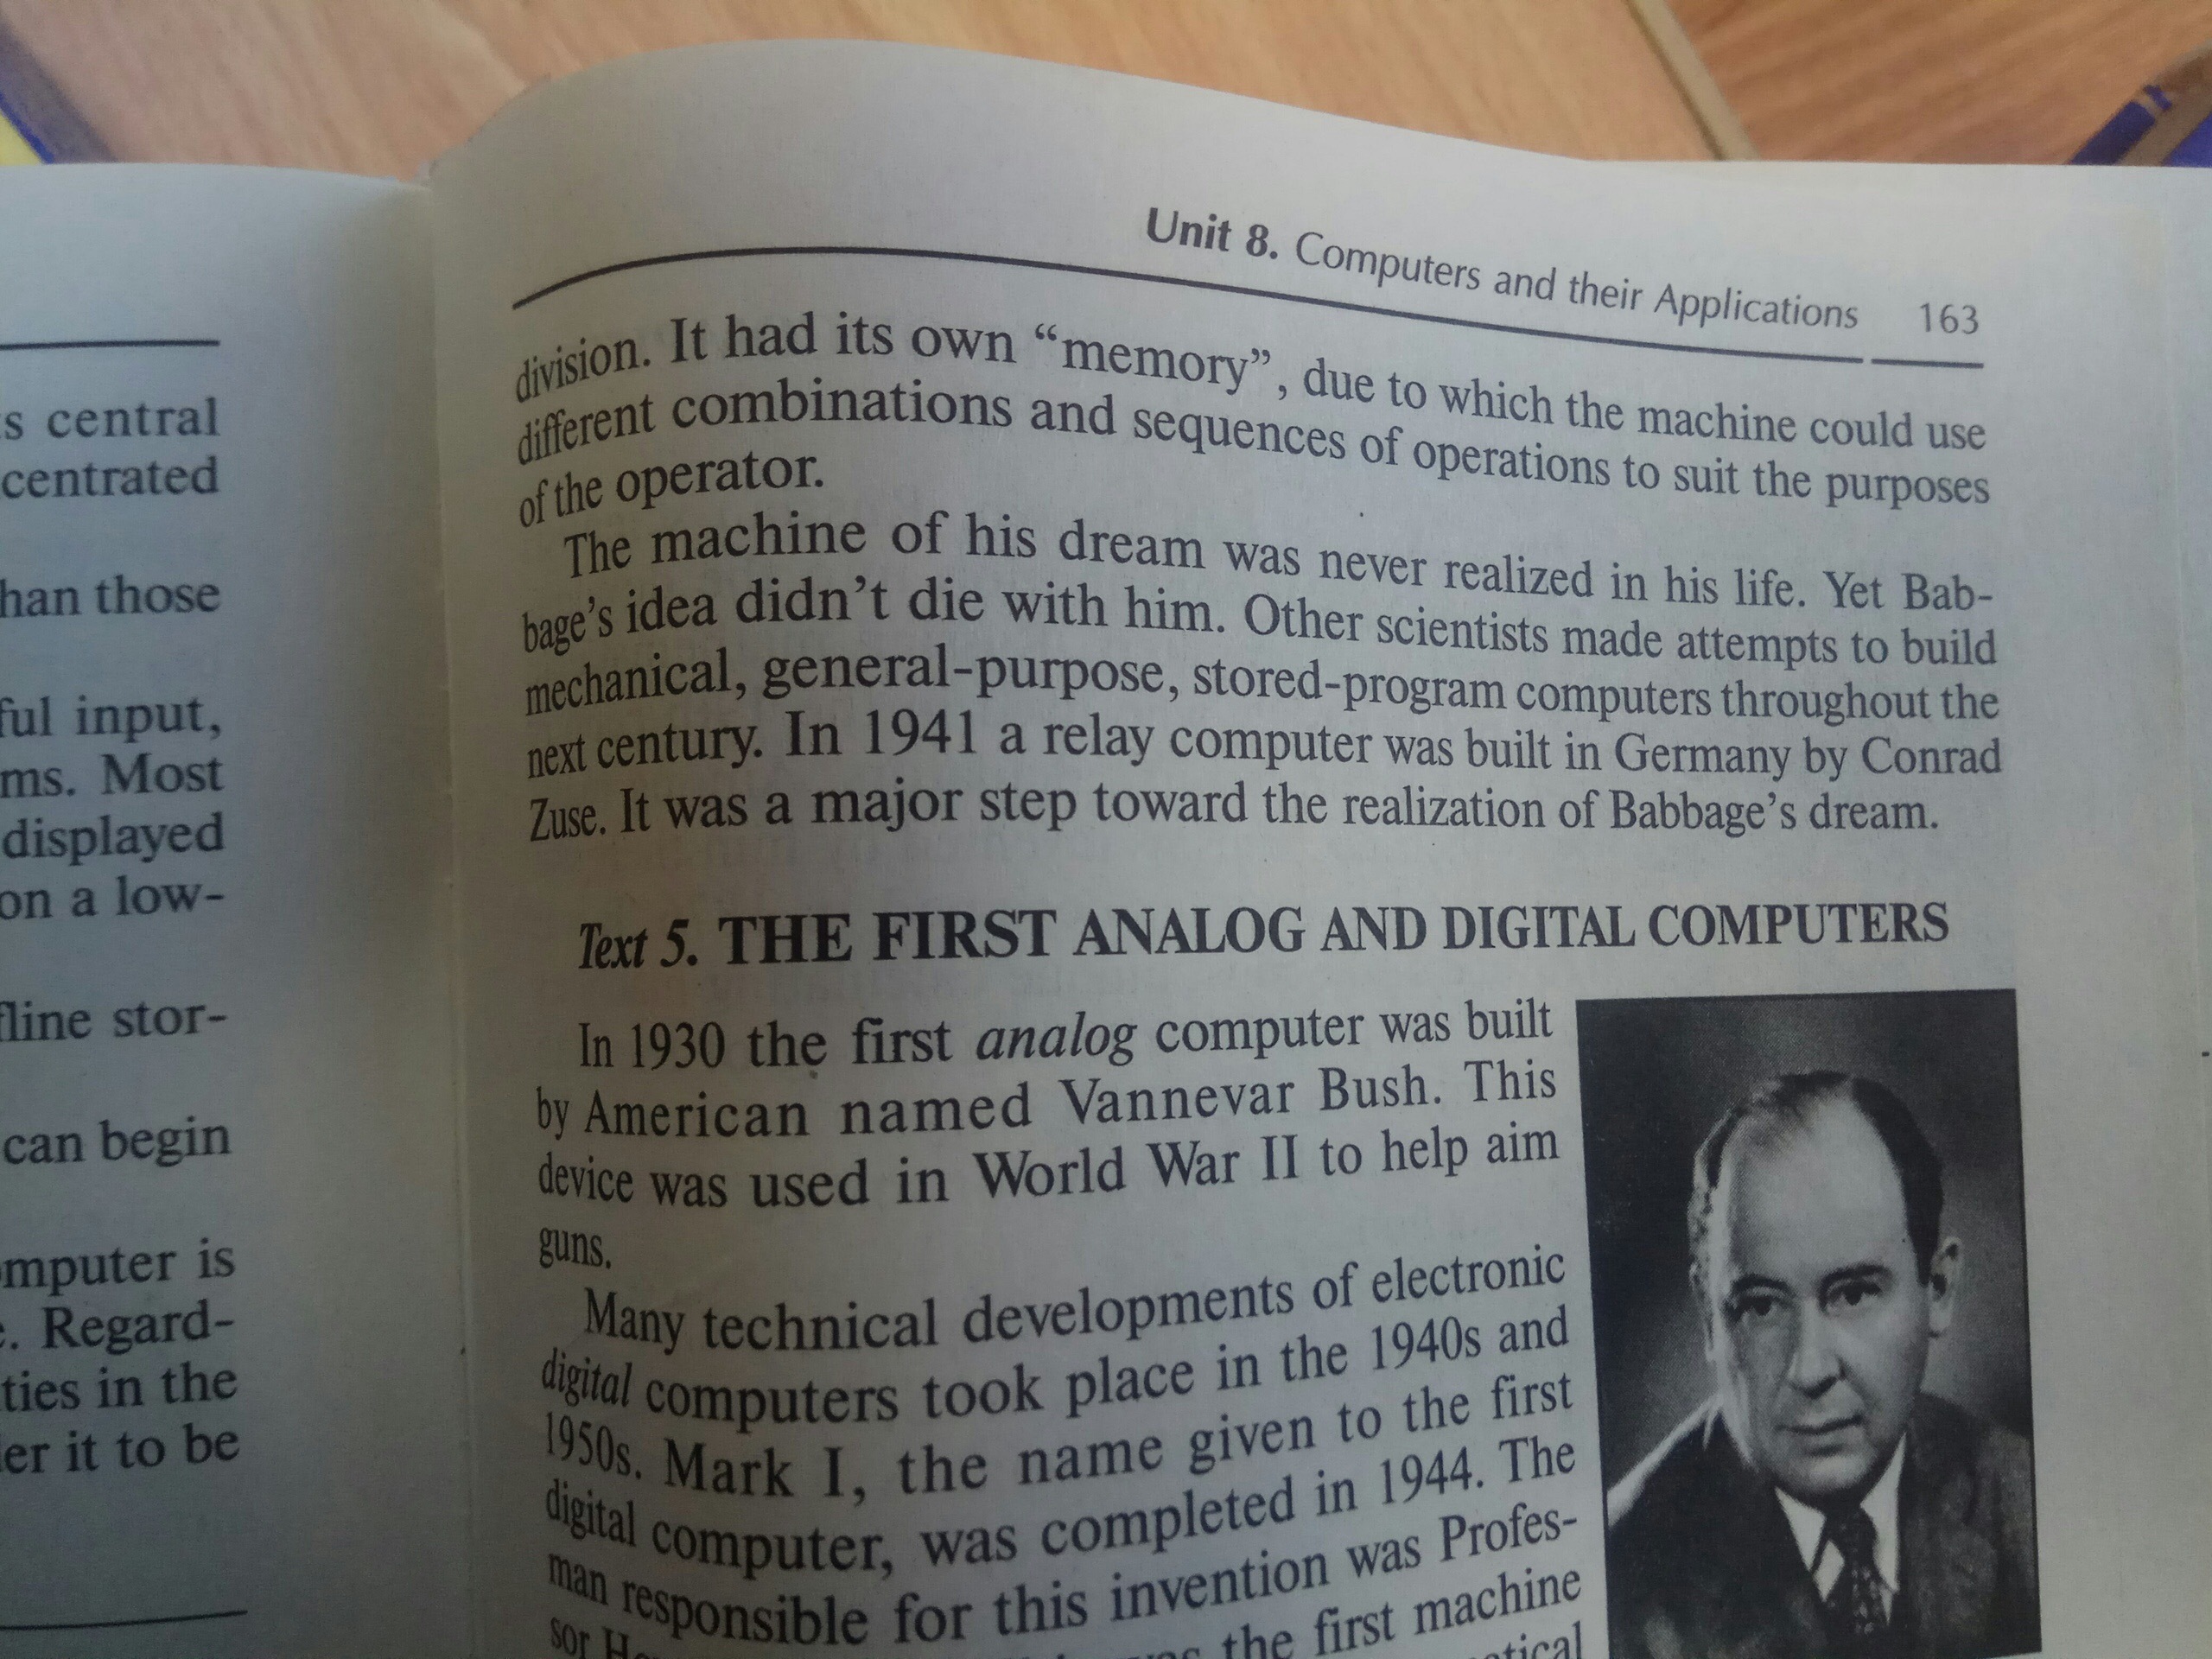 s central
centrated
han those
ful input,
ms. Most
displayed
on a low-
fline stor-
can begin
omputer is
e. Regard-
ties in the
er it to be
Unit 8. Computers and their Applications 163
division. It had its own “memory”, due to which the machine could use
different combinations and sequences of operations to suit the purposes
of the operator.
The machine of his dream was never realized in his life. Yet Bab-
bage’s idea didn’t die with him. Other scientists made attempts to build
mechanical, general-purpose, stored-program computers throughout the
next century. In 1941 a relay computer was built in Germany by Conrad
Zuse. It was a major step toward the realization of Babbage’s dream.
Text 5. THE FIRST ANALOG AND DIGITAL COMPUTERS
In 1930 the first analog computer was built
by American named Vannevar Bush. This
device was used in World War II to help aim
guns.
Many technical developments of electronic
digital computers took place in the 1940s and
1950s. Mark I, the name given to the first
digital computer, was completed in 1944. The
man responsible for this invention was Profes-
sor the first machine